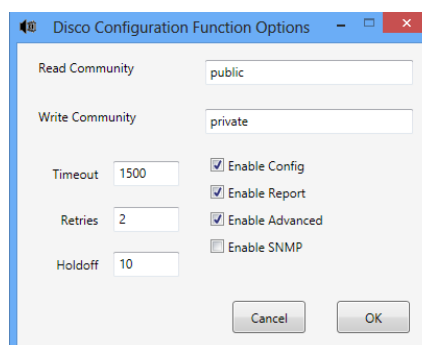 Disco Configuration Function Options
Read Community
public
Write Community
private
Timeout 1500
Enable Config
Enable Report
Retries 2
Enable Advanced
Enable SNMP
Holdoff 10
Cancel OK